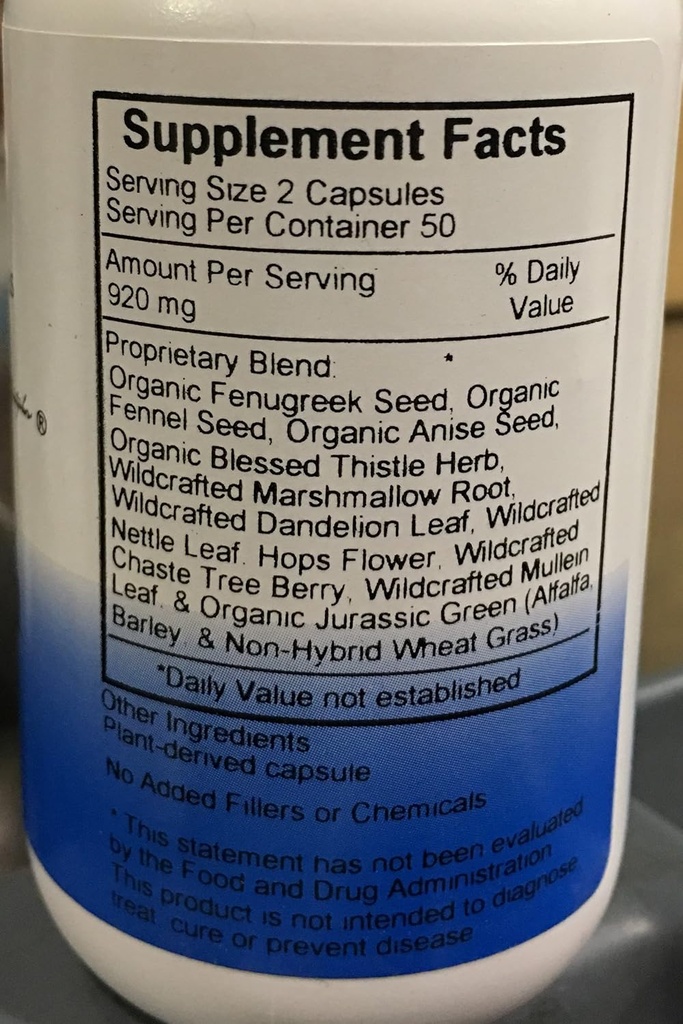 Supplement Facts
Serving Size 2 Capsules
Serving Per Container 50
Amount Per Serving % Daily
920 mg Value
Proprietary Blend: *
Organic Fenugreek Seed, Organic
Fennel Seed, Organic Anise Seed,
Organic Blessed Thistle Herb,
Wildcrafted Marshmallow Root,
Wildcrafted Dandelion Leaf, Wildcrafted
Nettle Leaf, Hops Flower, Wildcrafted
Chaste Tree Berry, Wildcrafted Mullein
Leaf, & Organic Jurassic Green (Alfalfa,
Barley, & Non-Hybrid Wheat Grass)
*Daily Value not established
Other Ingredients
Plant-derived capsule
No Added Fillers or Chemicals
* This statement has not been evaluated
by the Food and Drug Administration
This product is not intended to diagnose,
treat, cure or prevent disease
®